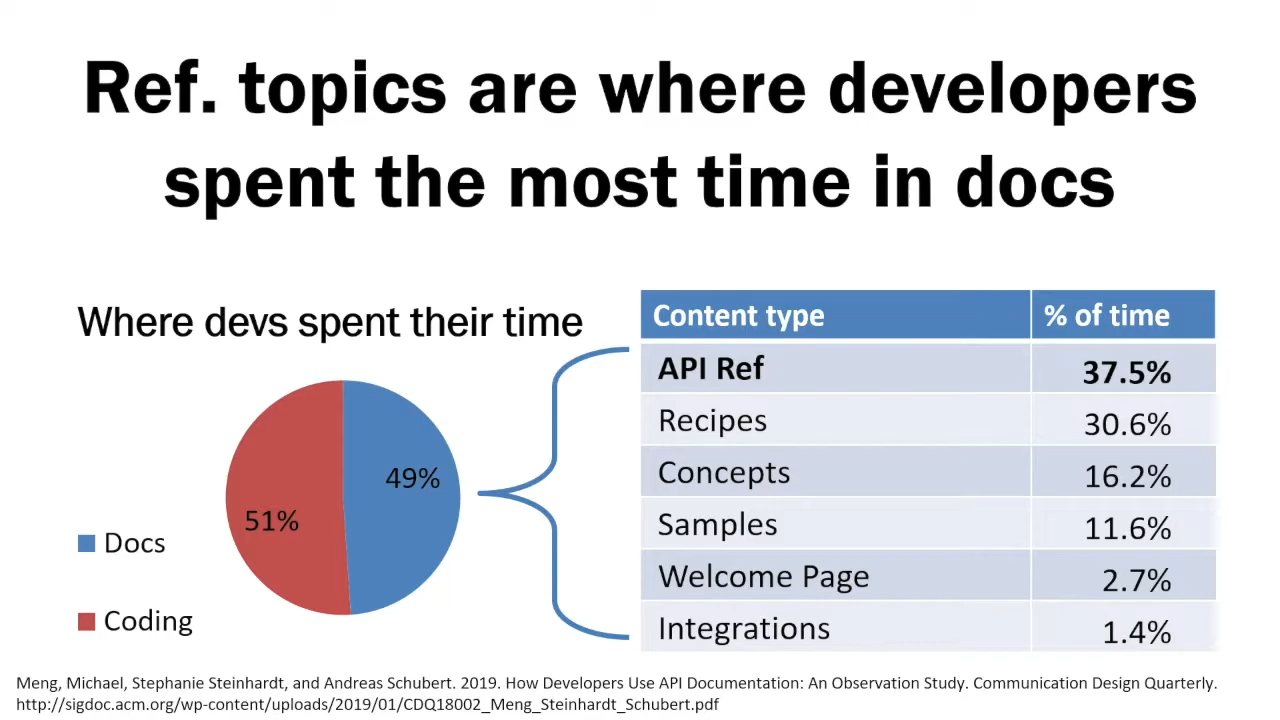 Ref. topics are where developers
spent the most time in docs
Where devs spent their time
49%
51%
Docs
Coding
Content type % of time
API Ref 37.5%
Recipes 30.6%
Concepts 16.2%
Samples 11.6%
Welcome Page 2.7%
Integrations 1.4%
Meng, Michael, Stephanie Steinhardt, and Andreas Schubert. 2019. How Developers Use API Documentation: An Observation Study. Communication Design Quarterly.
http://sigdoc.acm.org/wp-content/uploads/2019/01/CDQ18002_Meng_Steinhardt_Schubert.pdf